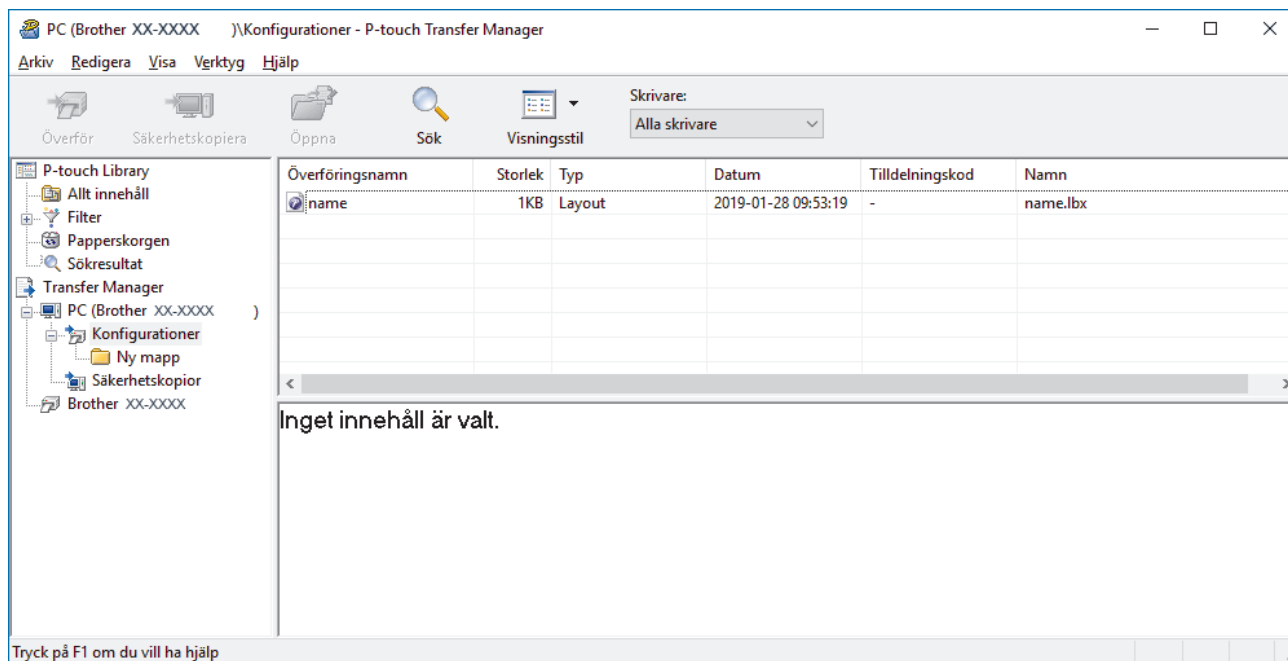 PC (Brother XX-XXXX )\Konfigurationer - P-touch Transfer Manager
Arkiv Redigera Visa Verktyg Hjälp
Överför Säkerhetskopiera Öppna Sök Visningsstil
Skrivare:
Alla skrivare
P-touch Library
Allt innehåll
Filter
Papperskorgen
Sökresultat
Transfer Manager
PC (Brother XX-XXXX )
Konfigurationer
Ny mapp
Säkerhetskopior
Brother XX-XXXX
Överföringsnamn Storlek Typ Datum Tilldelningskod Namn
name 1KB Layout 2019-01-28 09:53:19 - name.lbx
Inget innehåll är valt.
Tryck på F1 om du vill ha hjälp